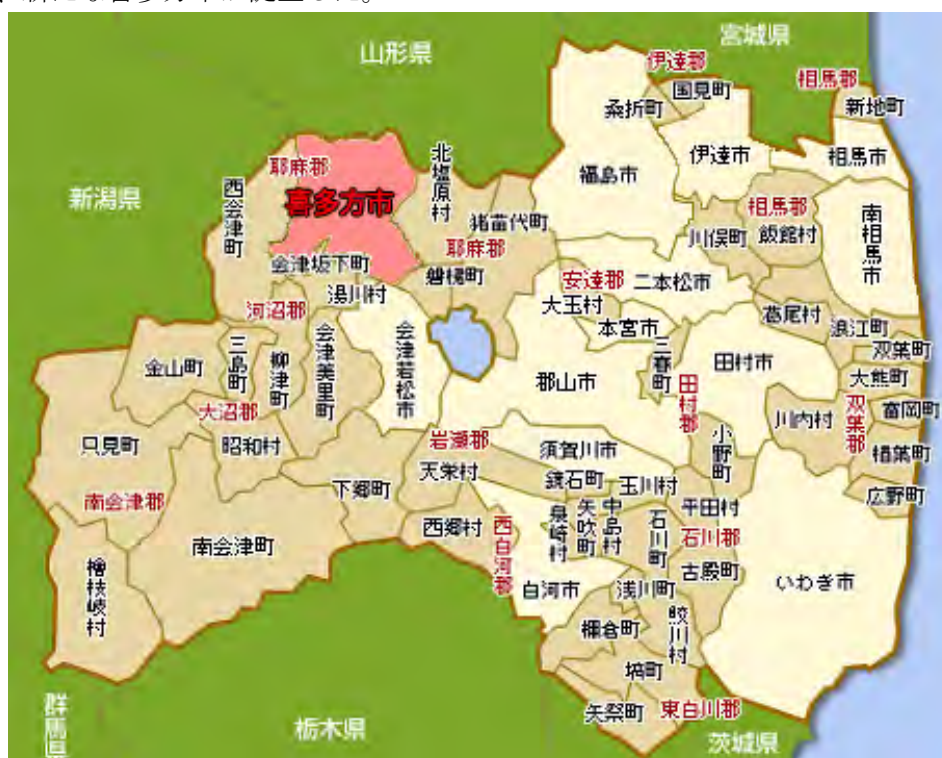 山形県
宮城県
伊達郡
国見町
桑折町
相馬郡
新地町
伊達市
相馬市
福島市
新潟県
耶麻郡
西会津町
喜多方市
北塩原村
猪苗代町
耶麻郡
磐梯町
相馬郡
飯館村
川俣町
南相馬市
会津坂下町
湯川村
河沼郡
安達郡
二本松市
大玉村
本宮市
葛尾村
浪江町
双葉町
大熊町
双葉郡
富岡町
楢葉町
広野町
川内村
田村市
三春町
田村郡
小野町
郡山市
会津若松市
会津美里町
柳津町
三島町
金山町
大沼郡
昭和村
只見町
南会津郡
南会津町
檜枝岐村
下郷町
岩瀬郡
天栄村
須賀川市
鏡石町
玉川村
西郷村
西白河郡
泉崎村
矢吹町
中島村
石川町
平田村
石川郡
古殿町
白河市
浅川町
鮫川村
棚倉町
塙町
矢祭町
東白川郡
いわき市
群馬県
栃木県
茨城県